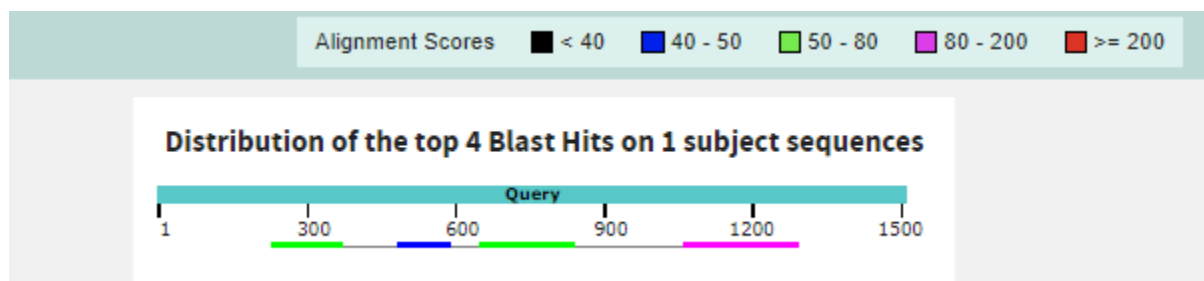 Alignment Scores < 40 40 - 50 50 - 80 80 - 200 >= 200
Distribution of the top 4 Blast Hits on 1 subject sequences
Query
1 300 600 900 1200 1500